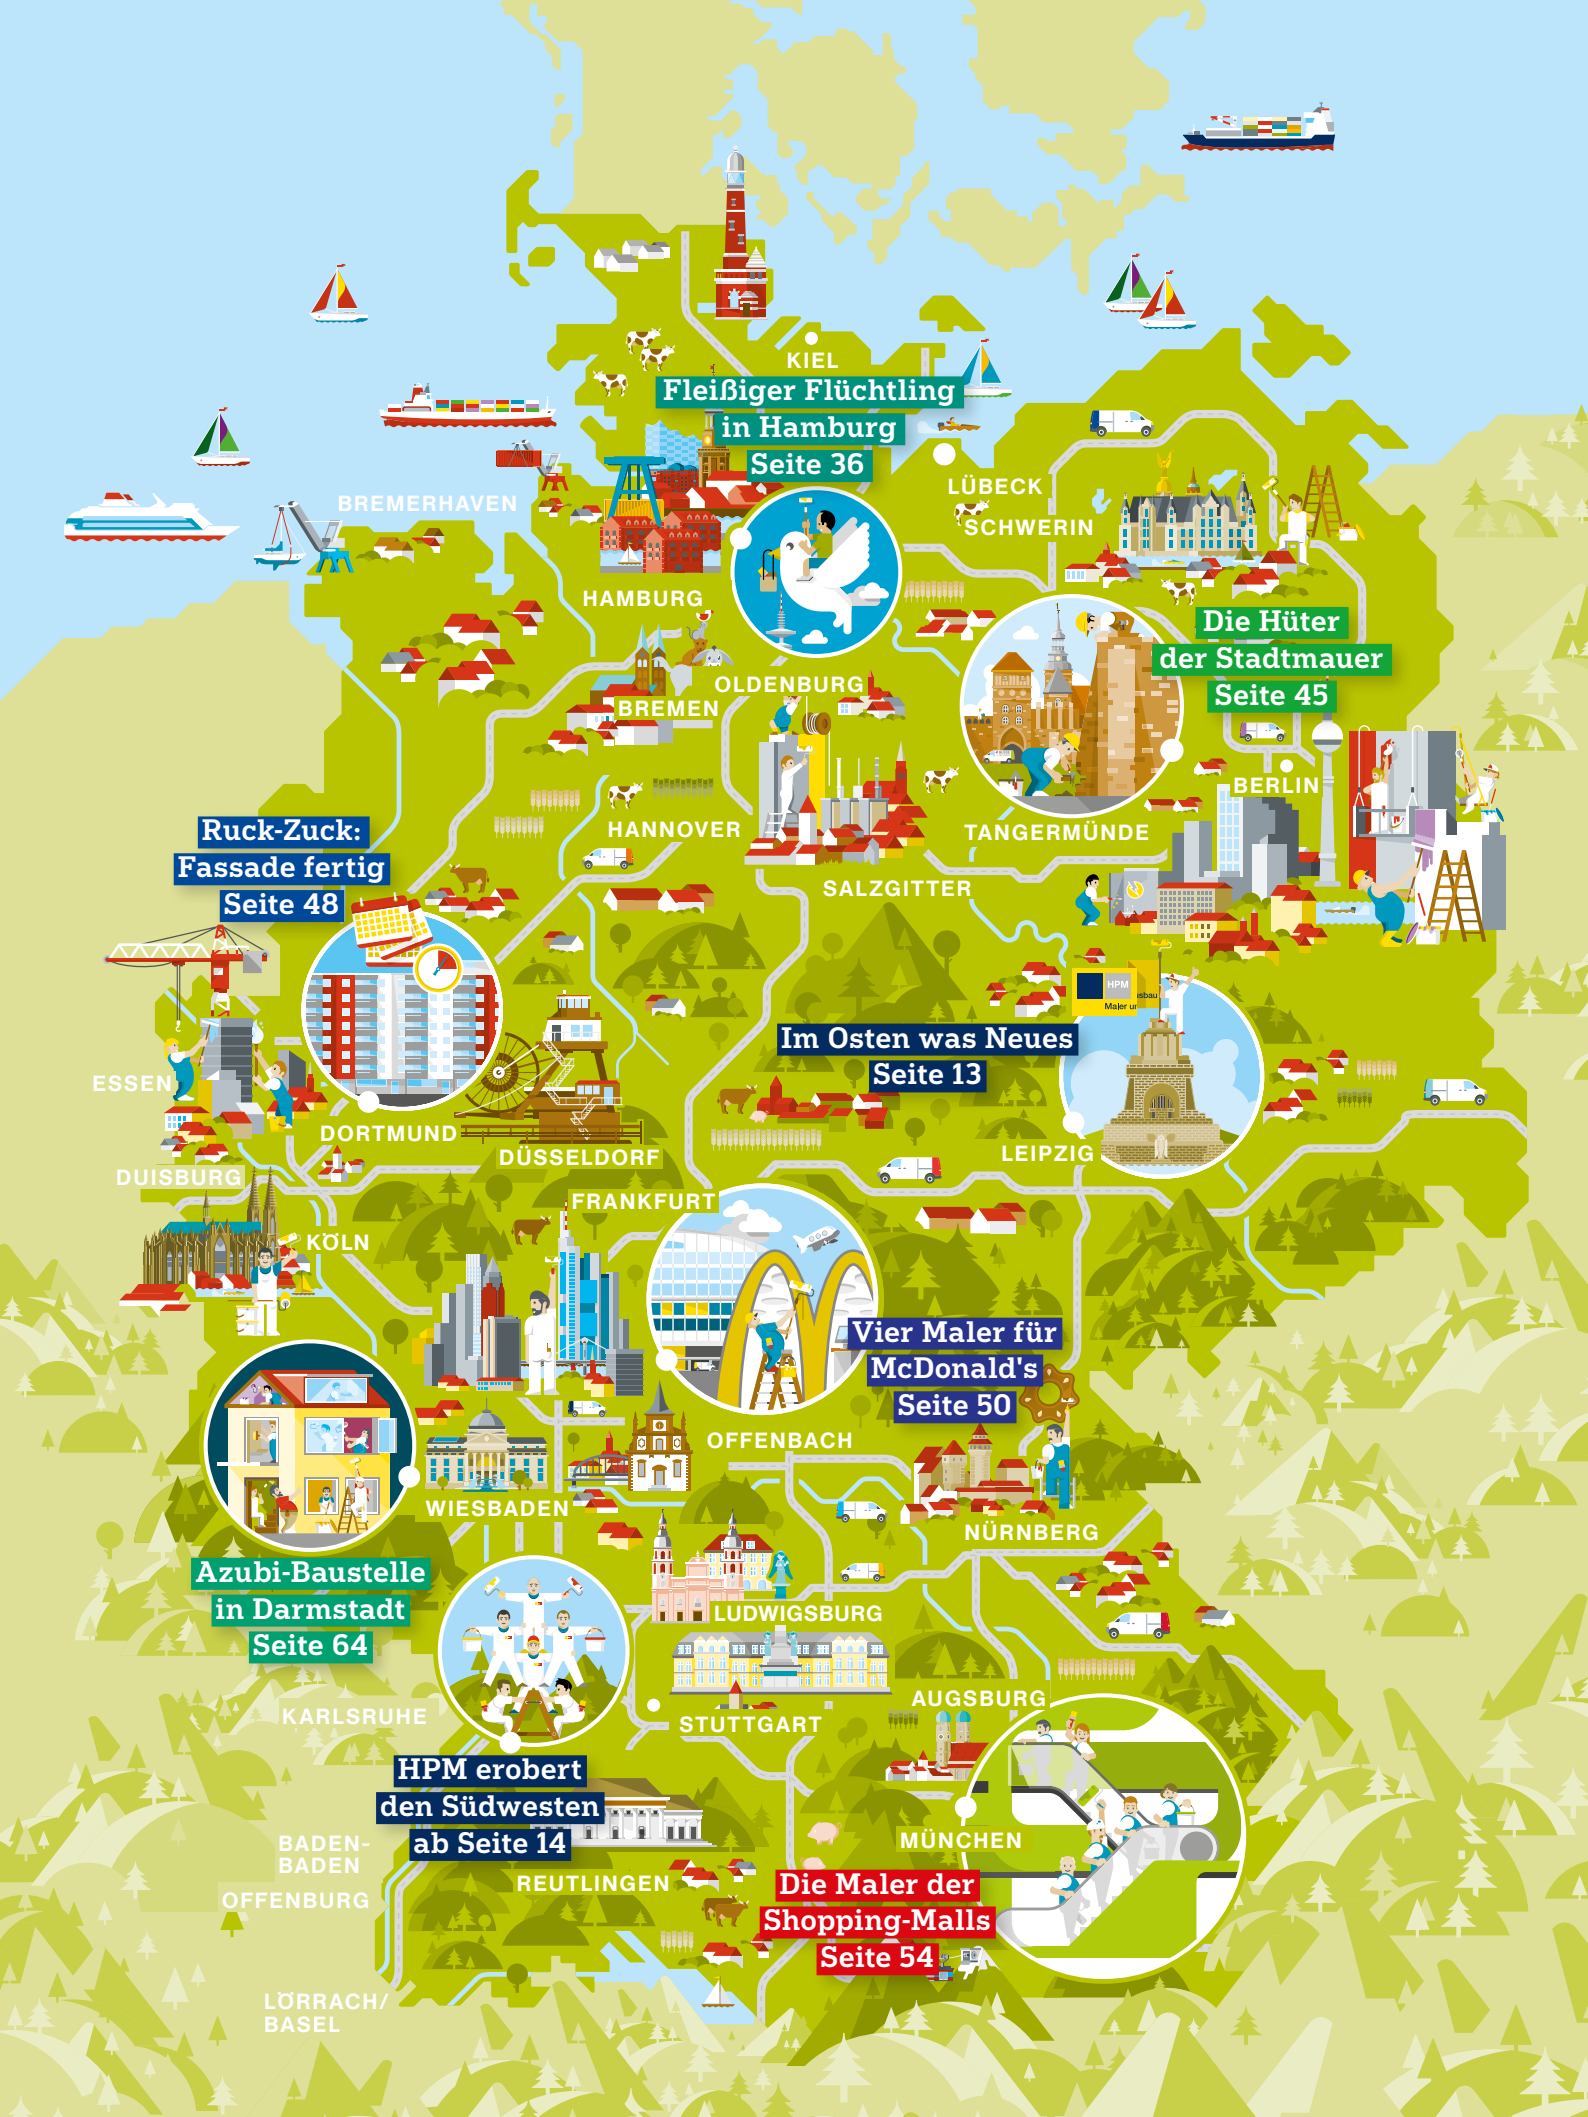 KIEL
Fleißiger Flüchtling
in Hamburg
Seite 36
LÜBECK
BREMERHAVEN
SCHWERIN
HAMBURG
Die Hüter
der Stadtmauer
Seite 45
OLDENBURG
BREMEN
BERLIN
HANNOVER
TANGERMÜNDE
Ruck-Zuck:
Fassade fertig
Seite 48
SALZGITTER
HPM
sbau
Maler un
Im Osten was Neues
Seite 13
ESSEN
DORTMUND
DÜSSELDORF
LEIPZIG
DUISBURG
FRANKFURT
KÖLN
Vier Maler für
McDonald's
Seite 50
OFFENBACH
WIESBADEN
NÜRNBERG
Azubi-Baustelle
in Darmstadt
Seite 64
LUDWIGSBURG
KARLSRUHE
AUGSBURG
STUTTGART
HPM erobert
den Südwesten
ab Seite 14
BADEN-
BADEN
MÜNCHEN
REUTLINGEN
OFFENBURG
Die Maler der
Shopping-Malls
Seite 54
LÖRRACH/
BASEL